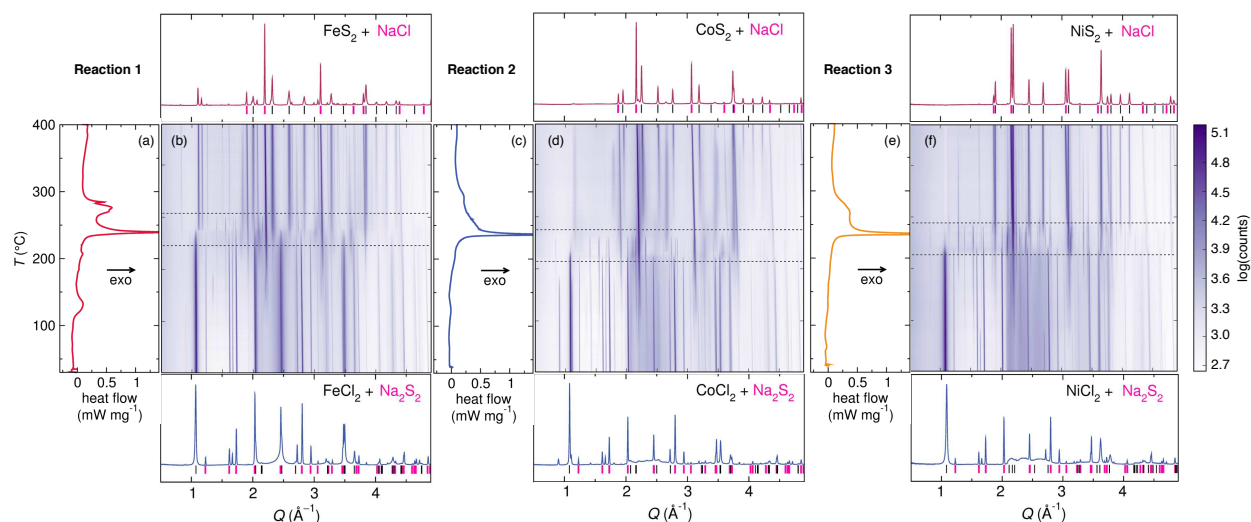 FeS2 + NaCl
CoS2 + NaCl
NiS2 + NaCl
Reaction 1
Reaction 2
Reaction 3
400
300
200
100
T (°C)
(a)
(b)
(c)
(d)
(e)
(f)
exo
exo
exo
5.1
4.8
4.5
4.2
3.9
3.6
3.3
3.0
2.7
log(counts)
0 0.5 1
heat flow
(mW mg-1)
0 0.5 1
heat flow
(mW mg-1)
0 0.5 1
heat flow
(mW mg-1)
FeCl2 + Na2S2
CoCl2 + Na2S2
NiCl2 + Na2S2
1 2 3 4
Q (Å-1)
1 2 3 4
Q (Å-1)
1 2 3 4
Q (Å-1)